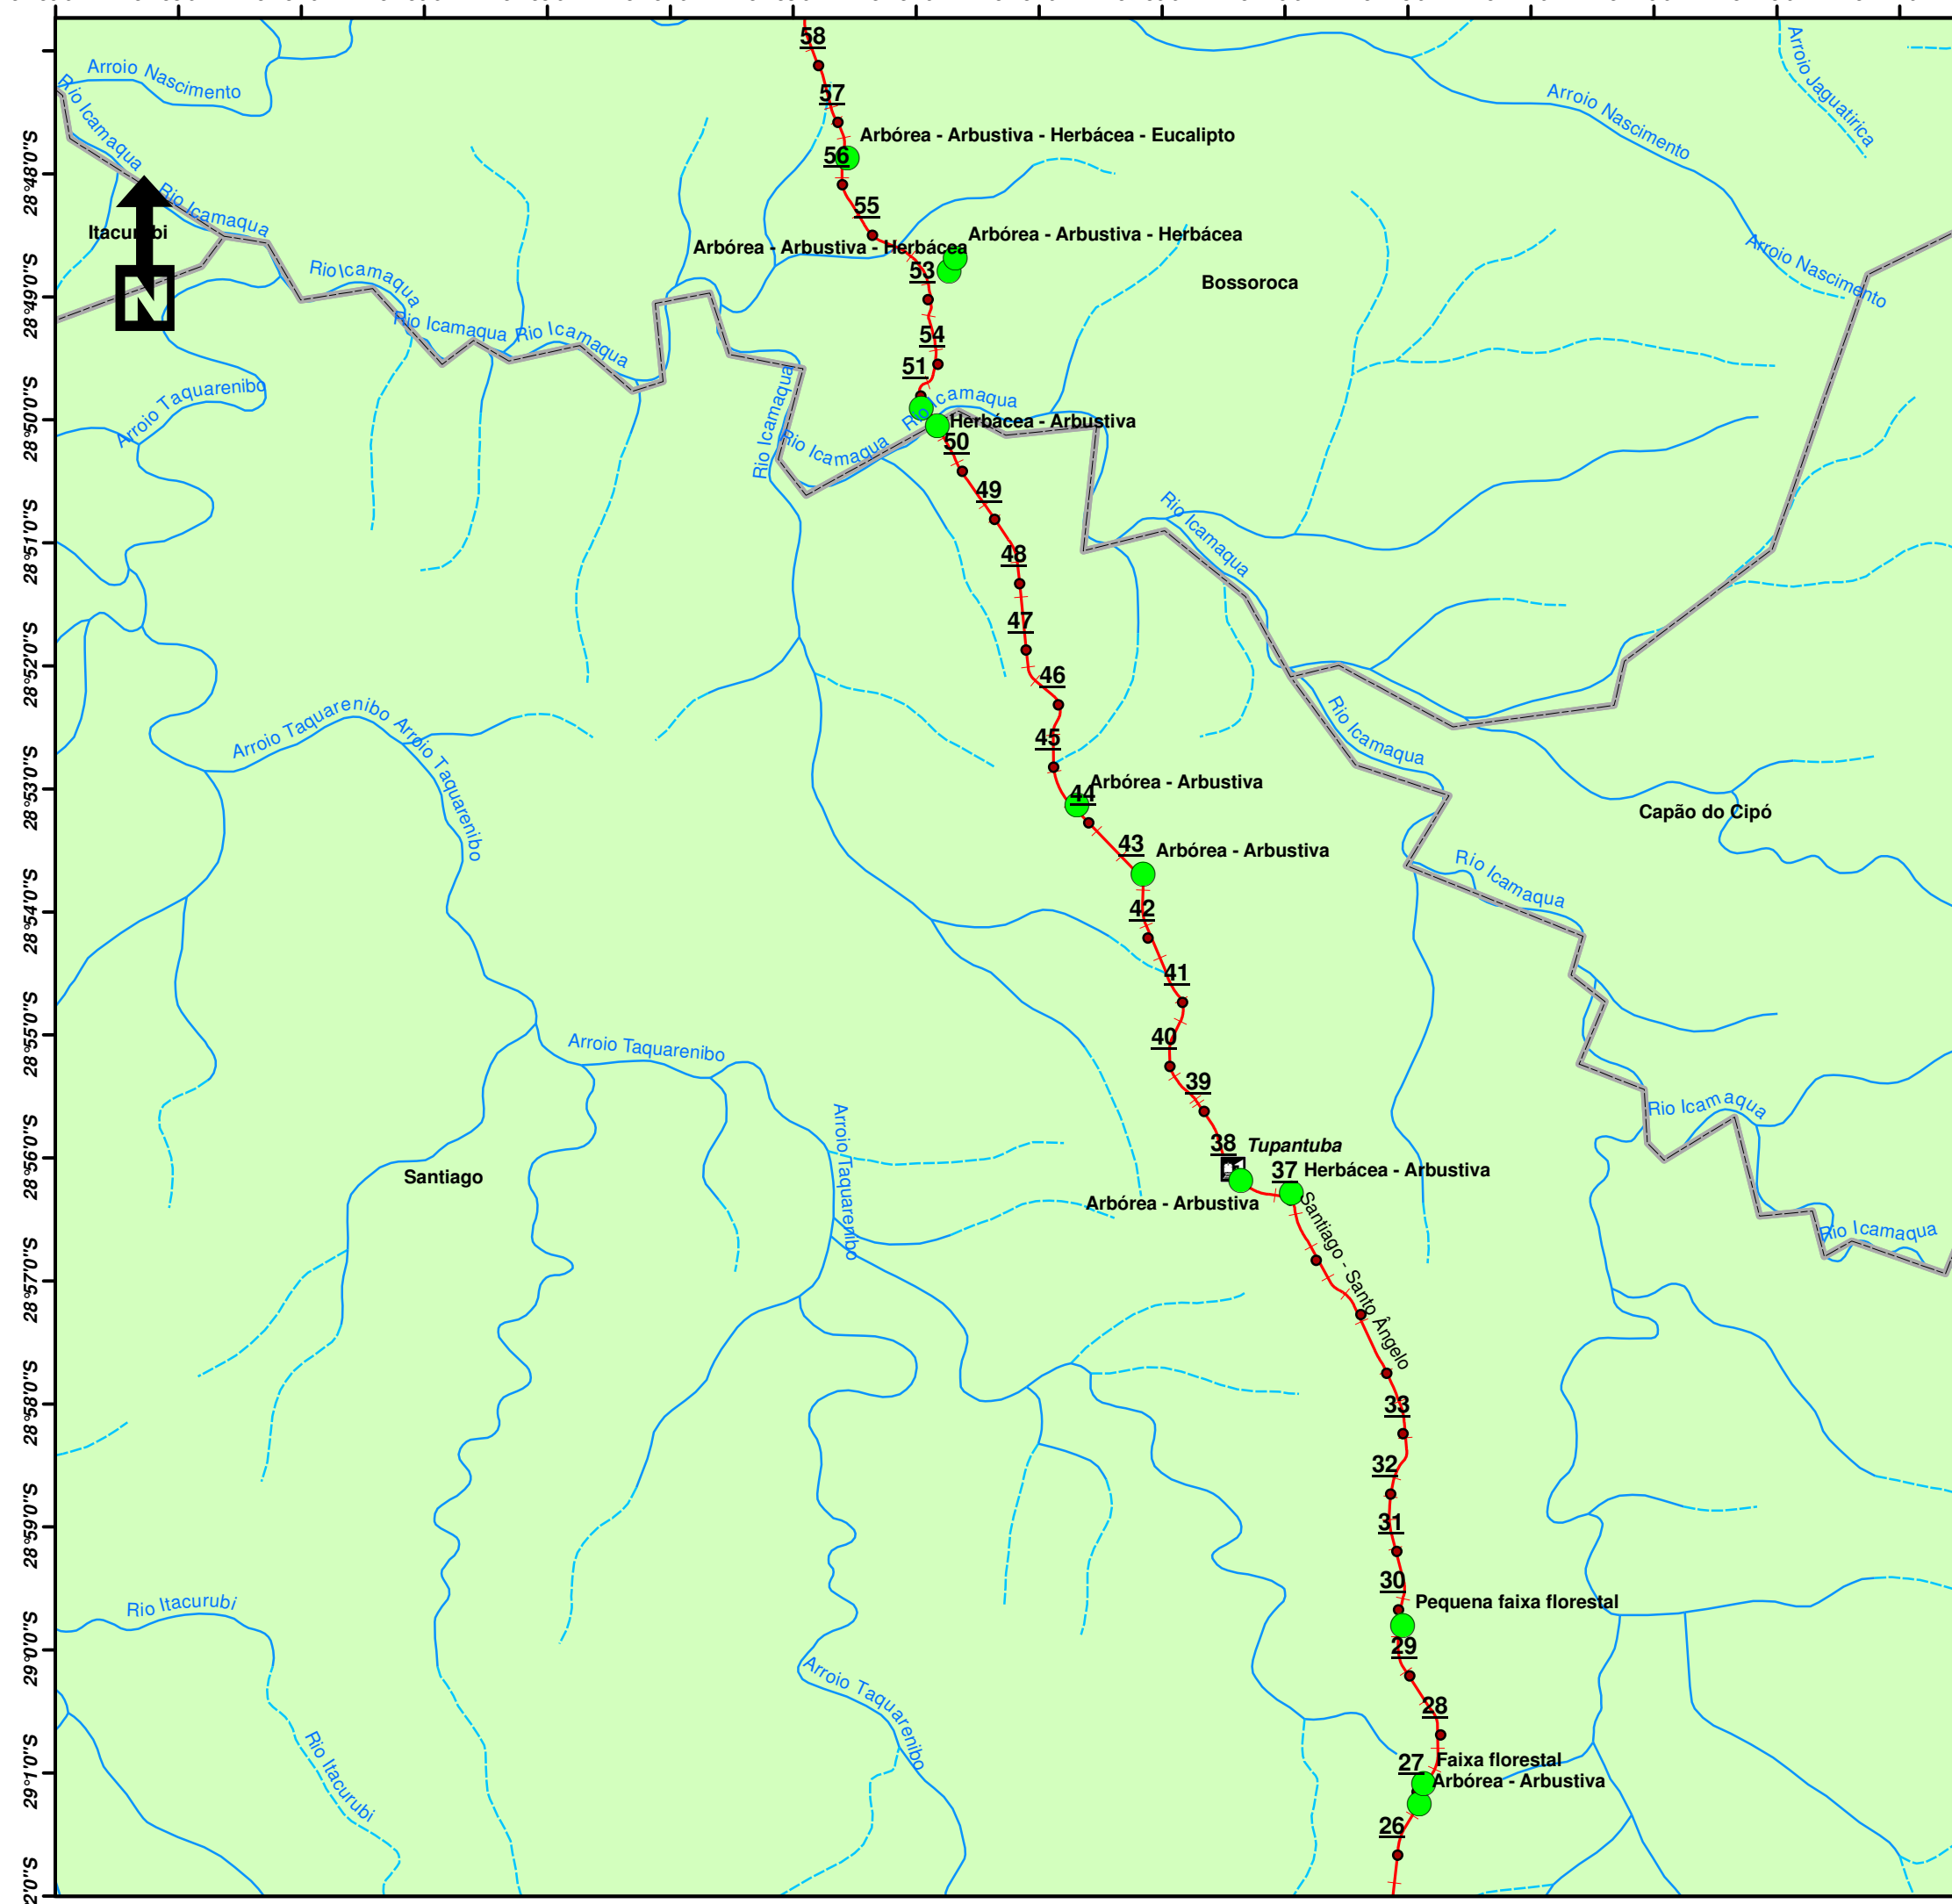 58
Arroio Nascimento
Arroio Jaguatirica
Rio Icamaqua
57
Arroio Nascimento
Arbórea - Arbustiva - Herbácea - Eucalipto
28°48'0"S
56
Rio Icamaqua
55
Itacurubi
Arbórea - Arbustiva - Herbácea
Arbórea - Arbustiva - Herbácea
Arroio Nascimento
53
Bossoroca
Rio Icamaqua
N
28°49'0"S
Rio Icamaqua
Rio Icamaqua
54
51
Arroio Taquarenibo
Rio Icamaqua
Rio Icamaqua
28°50'0"S
Herbácea - Arbustiva
Rio Icamaqua
50
49
28°51'0"S
Rio Icamaqua
48
47
28°52'0"S
46
Arroio Taquarenibo
Arroio Taquarenibo
Rio Icamaqua
45
28°53'0"S
Arbórea - Arbustiva
44
Capão do Cipó
43
Arbórea - Arbustiva
Rio Icamaqua
28°54'0"S
42
41
28°55'0"S
40
Arroio Taquarenibo
39
Rio Icamaqua
28°56'0"S
Arroio Taquarenibo
38
Tupantuba
37
Herbácea - Arbustiva
Santiago
Arbórea - Arbustiva
Rio Icamaqua
Santiago - Santo Ângelo
28°57'0"S
28°58'0"S
33
32
28°59'0"S
31
30
Pequena faixa florestal
Rio Itacurubi
29°0'0"S
29
Arroio Taquarenibo
28
Rio Itacurubi
29°1'0"S
27
Faixa florestal
Arbórea - Arbustiva
26
2'0"S